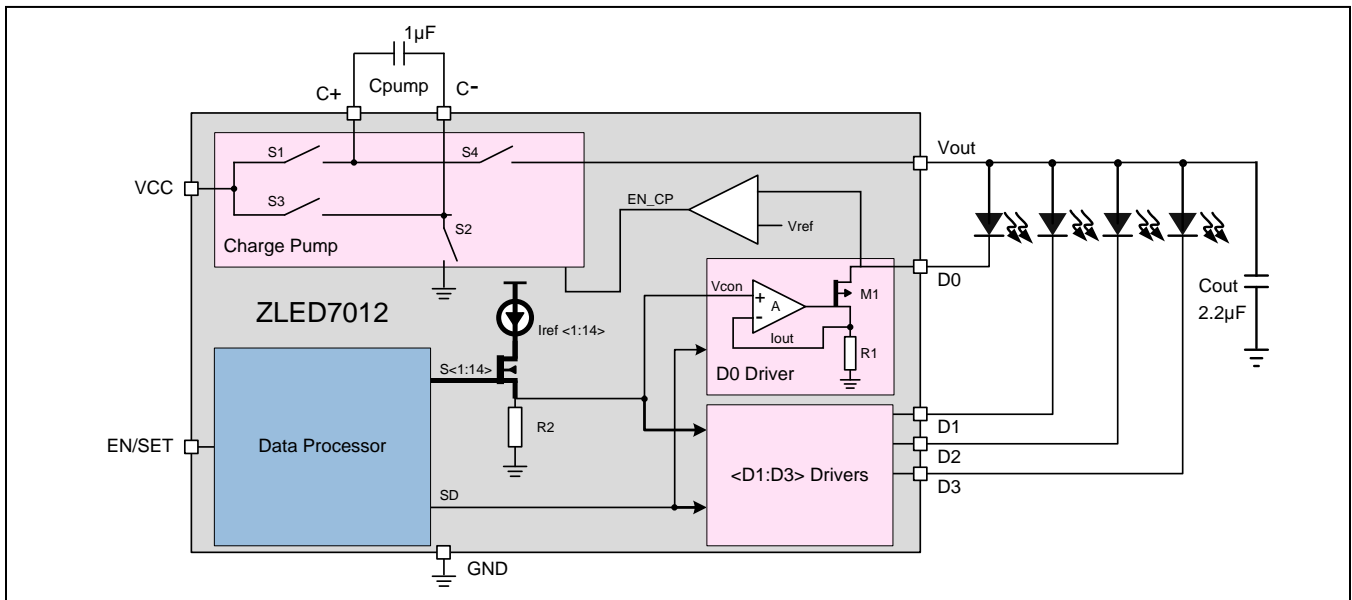 1µF
Cpump
C+
C-
S1
S4
Vout
VCC
S3
EN_CP
Vref
S2
Charge Pump
D0
Vcon
+
A
M1
Cout
2.2µF
ZLED7012
Iref <1:14>
-
Iout
R1
S<1:14>
D0 Driver
R2
D1
EN/SET
Data Processor
D2
<D1:D3> Drivers
D3
SD
GND